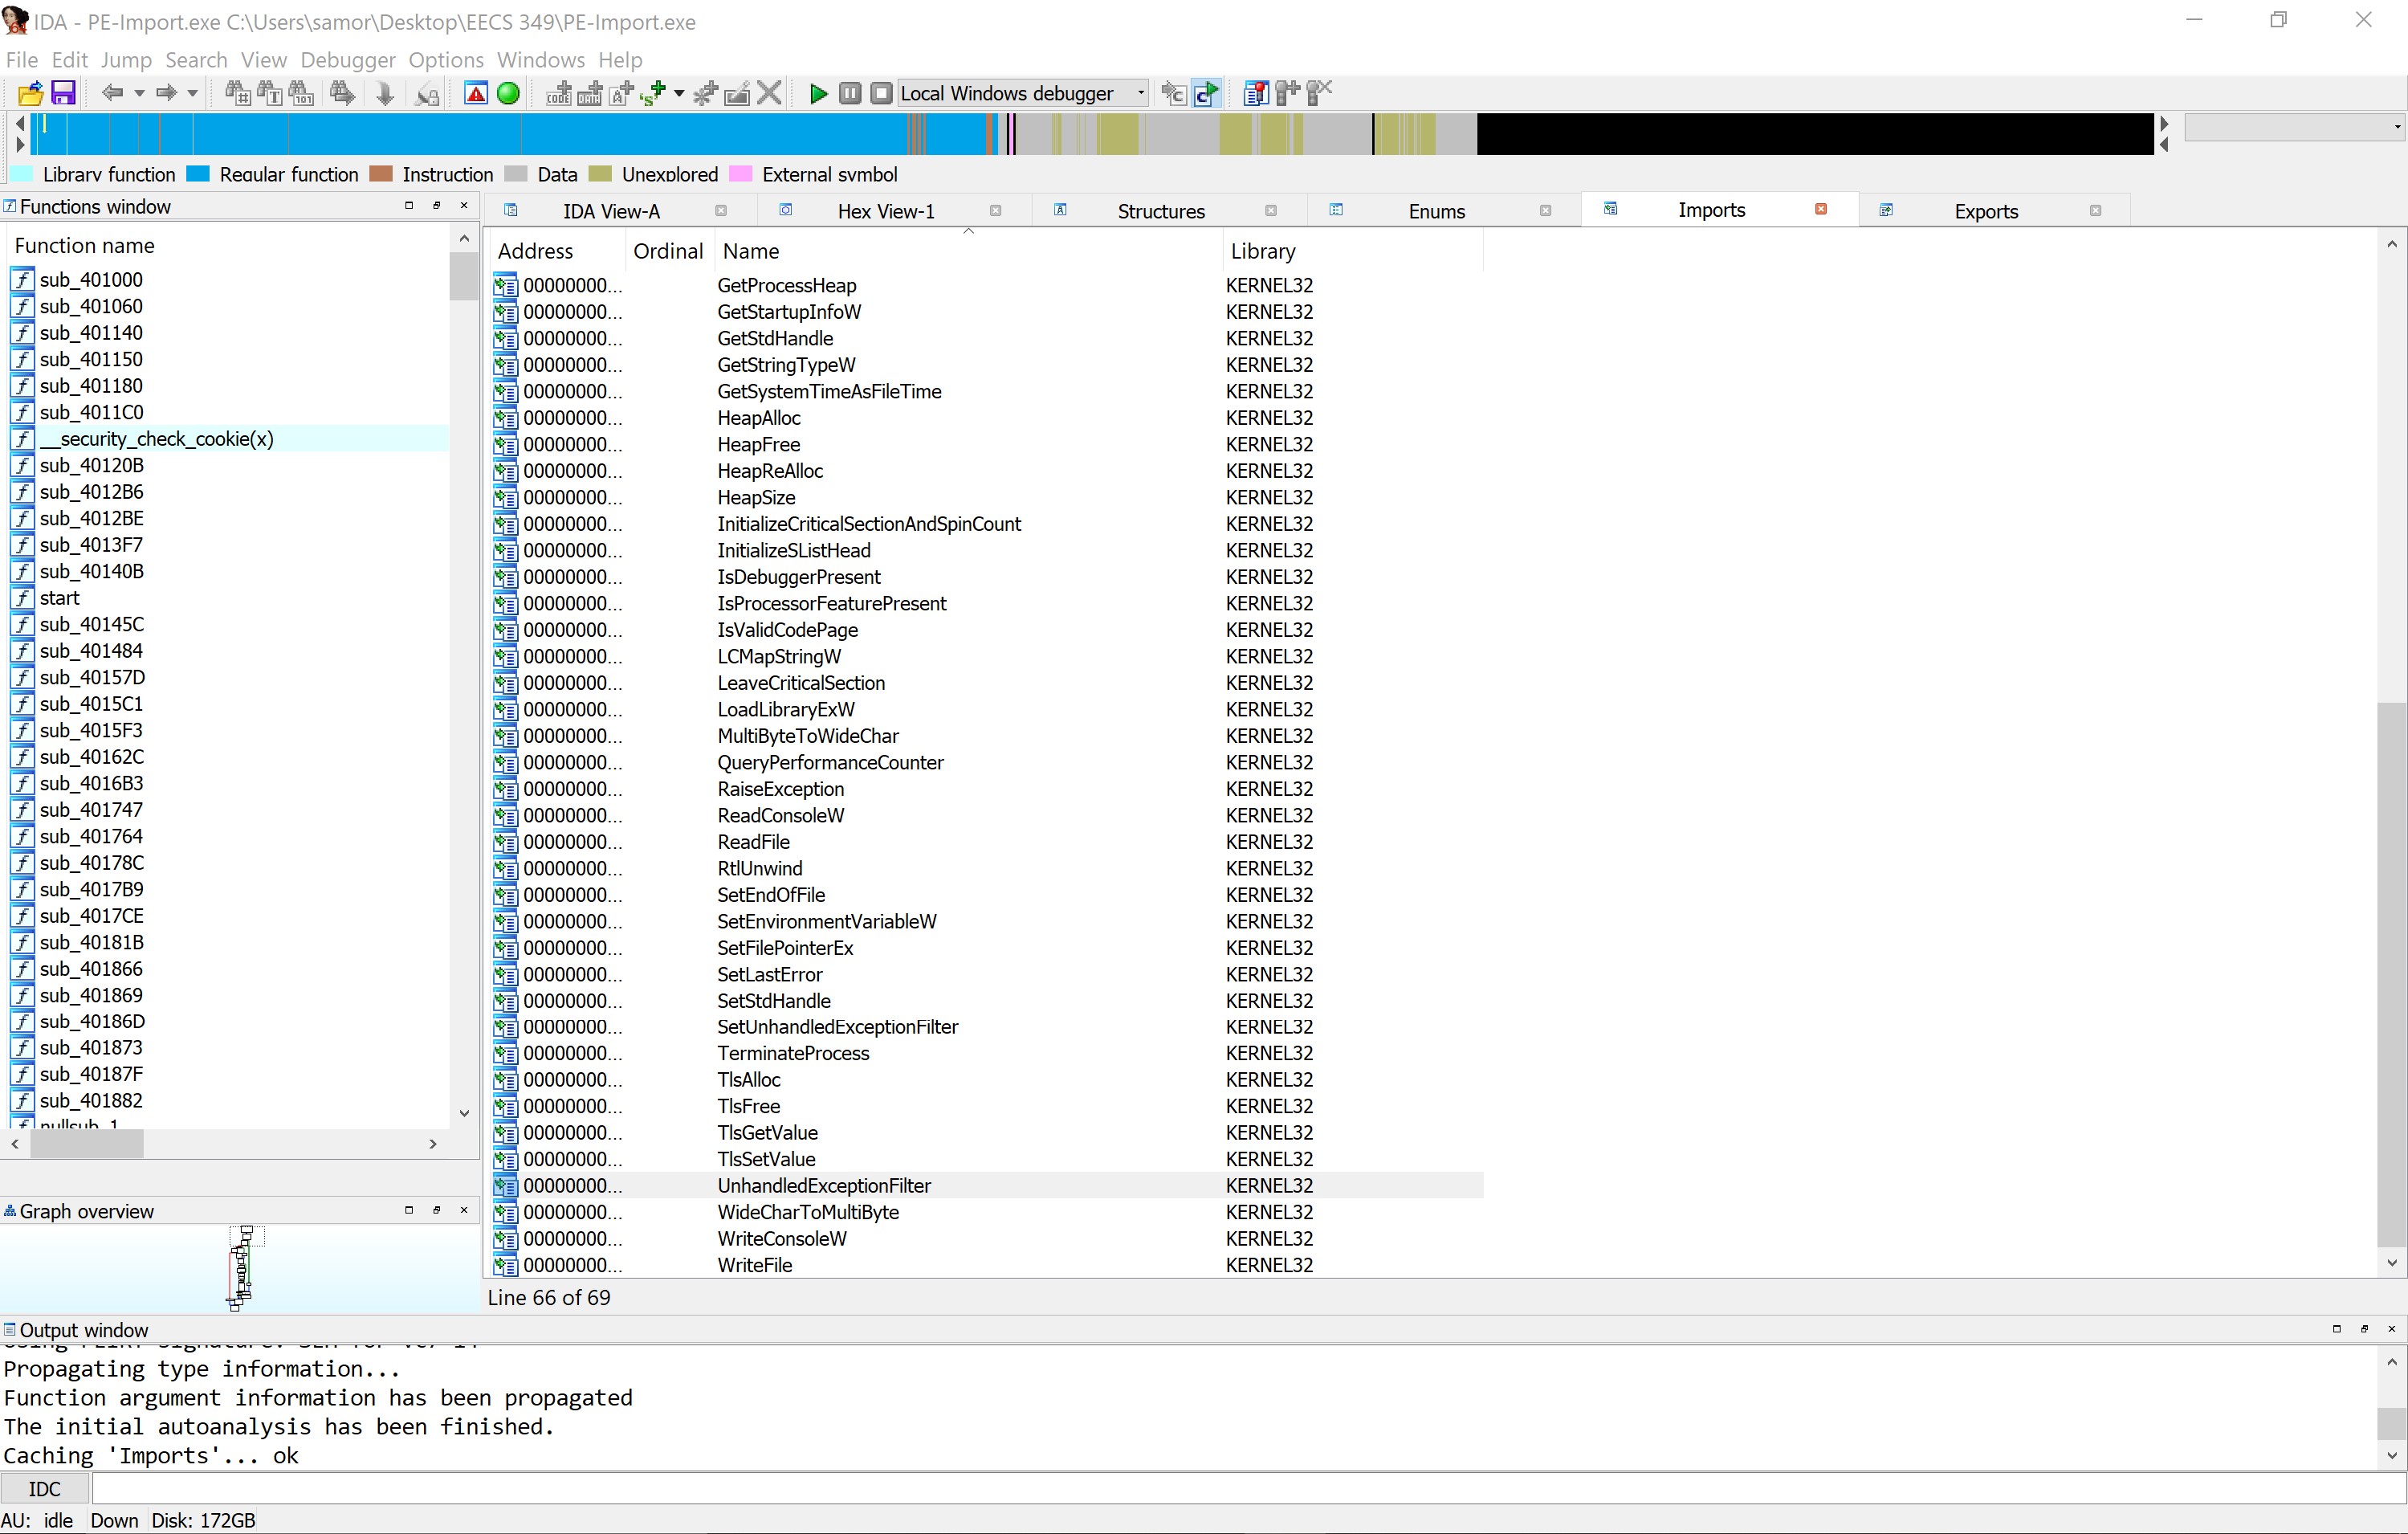 IDA - PE-Import.exe C:\Users\samor\Desktop\EECS 349\PE-Import.exe
File Edit Jump Search View Debugger Options Windows Help
Local Windows debugger
Library function Regular function Instruction Data Unexplored External symbol
Functions window
IDA View-A Hex View-1 Structures Enums Imports Exports
Function name
sub_401000
sub_401060
sub_401140
sub_401150
sub_401180
sub_4011C0
__security_check_cookie(x)
sub_40120B
sub_4012B6
sub_4012BE
sub_4013F7
sub_40140B
start
sub_40145C
sub_401484
sub_40157D
sub_4015C1
sub_4015F3
sub_40162C
sub_4016B3
sub_401747
sub_401764
sub_40178C
sub_4017B9
sub_4017CE
sub_40181B
sub_401866
sub_401869
sub_40186D
sub_401873
sub_40187F
sub_401882
nullsub_1
Address Ordinal Name Library
00000000... GetProcessHeap KERNEL32
00000000... GetStartupInfoW KERNEL32
00000000... GetStdHandle KERNEL32
00000000... GetStringTypeW KERNEL32
00000000... GetSystemTimeAsFileTime KERNEL32
00000000... HeapAlloc KERNEL32
00000000... HeapFree KERNEL32
00000000... HeapReAlloc KERNEL32
00000000... HeapSize KERNEL32
00000000... InitializeCriticalSectionAndSpinCount KERNEL32
00000000... InitializeSListHead KERNEL32
00000000... IsDebuggerPresent KERNEL32
00000000... IsProcessorFeaturePresent KERNEL32
00000000... IsValidCodePage KERNEL32
00000000... LCMapStringW KERNEL32
00000000... LeaveCriticalSection KERNEL32
00000000... LoadLibraryExW KERNEL32
00000000... MultiByteToWideChar KERNEL32
00000000... QueryPerformanceCounter KERNEL32
00000000... RaiseException KERNEL32
00000000... ReadConsoleW KERNEL32
00000000... ReadFile KERNEL32
00000000... RtlUnwind KERNEL32
00000000... SetEndOfFile KERNEL32
00000000... SetEnvironmentVariableW KERNEL32
00000000... SetFilePointerEx KERNEL32
00000000... SetLastError KERNEL32
00000000... SetStdHandle KERNEL32
00000000... SetUnhandledExceptionFilter KERNEL32
00000000... TerminateProcess KERNEL32
00000000... TlsAlloc KERNEL32
00000000... TlsFree KERNEL32
00000000... TlsGetValue KERNEL32
00000000... TlsSetValue KERNEL32
00000000... UnhandledExceptionFilter KERNEL32
00000000... WideCharToMultiByte KERNEL32
00000000... WriteConsoleW KERNEL32
00000000... WriteFile KERNEL32
Line 66 of 69
Graph overview
Output window
Propagating type information...
Function argument information has been propagated
The initial autoanalysis has been finished.
Caching 'Imports'... ok
IDC
AU: idle Down Disk: 172GB